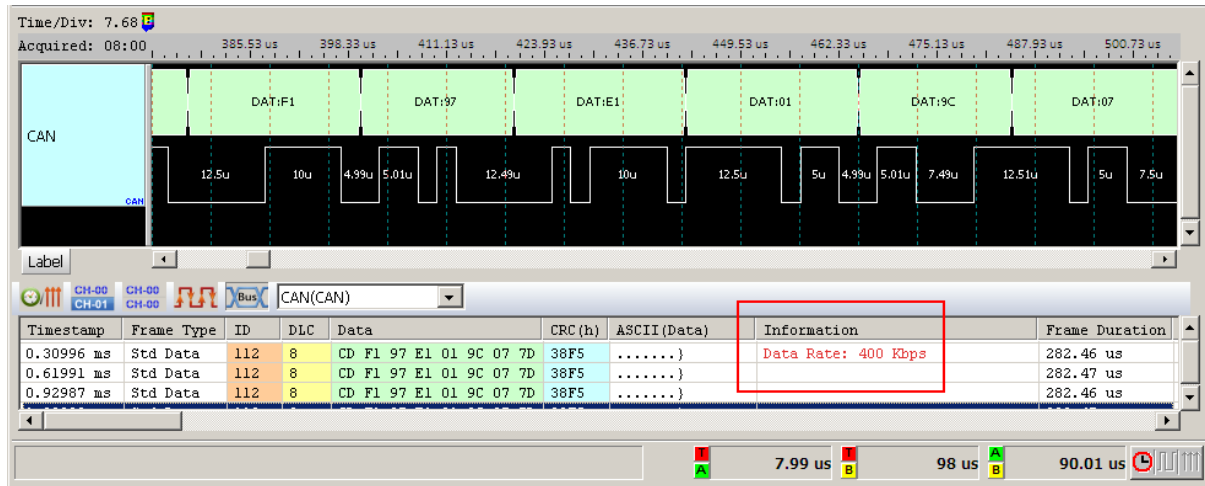 Time/Div: 7.68
Acquired: 08:00 385.53 us 398.33 us 411.13 us 423.93 us 436.73 us 449.53 us 462.33 us 475.13 us 487.93 us 500.73 us
DAT:F1 DAT:97 DAT:E1 DAT:01 DAT:9C DAT:07
CAN
12.5u 10u 4.99u 5.01u 12.49u 10u 12.5u 5u 4.99u 5.01u 7.49u 12.51u 5u 7.5u
CAN
Label
CH-00 CH-01 CH-00 CH-00 Bus CAN(CAN)
Timestamp Frame Type ID DLC Data CRC(h) ASCII(Data) Information Frame Duration
0.30996 ms Std Data 112 8 CD F1 97 E1 01 9C 07 7D 38F5 .......} Data Rate: 400 Kbps 282.46 us
0.61991 ms Std Data 112 8 CD F1 97 E1 01 9C 07 7D 38F5 .......} 282.47 us
0.92987 ms Std Data 112 8 CD F1 97 E1 01 9C 07 7D 38F5 .......} 282.46 us
T A 7.99 us T B 98 us A B 90.01 us